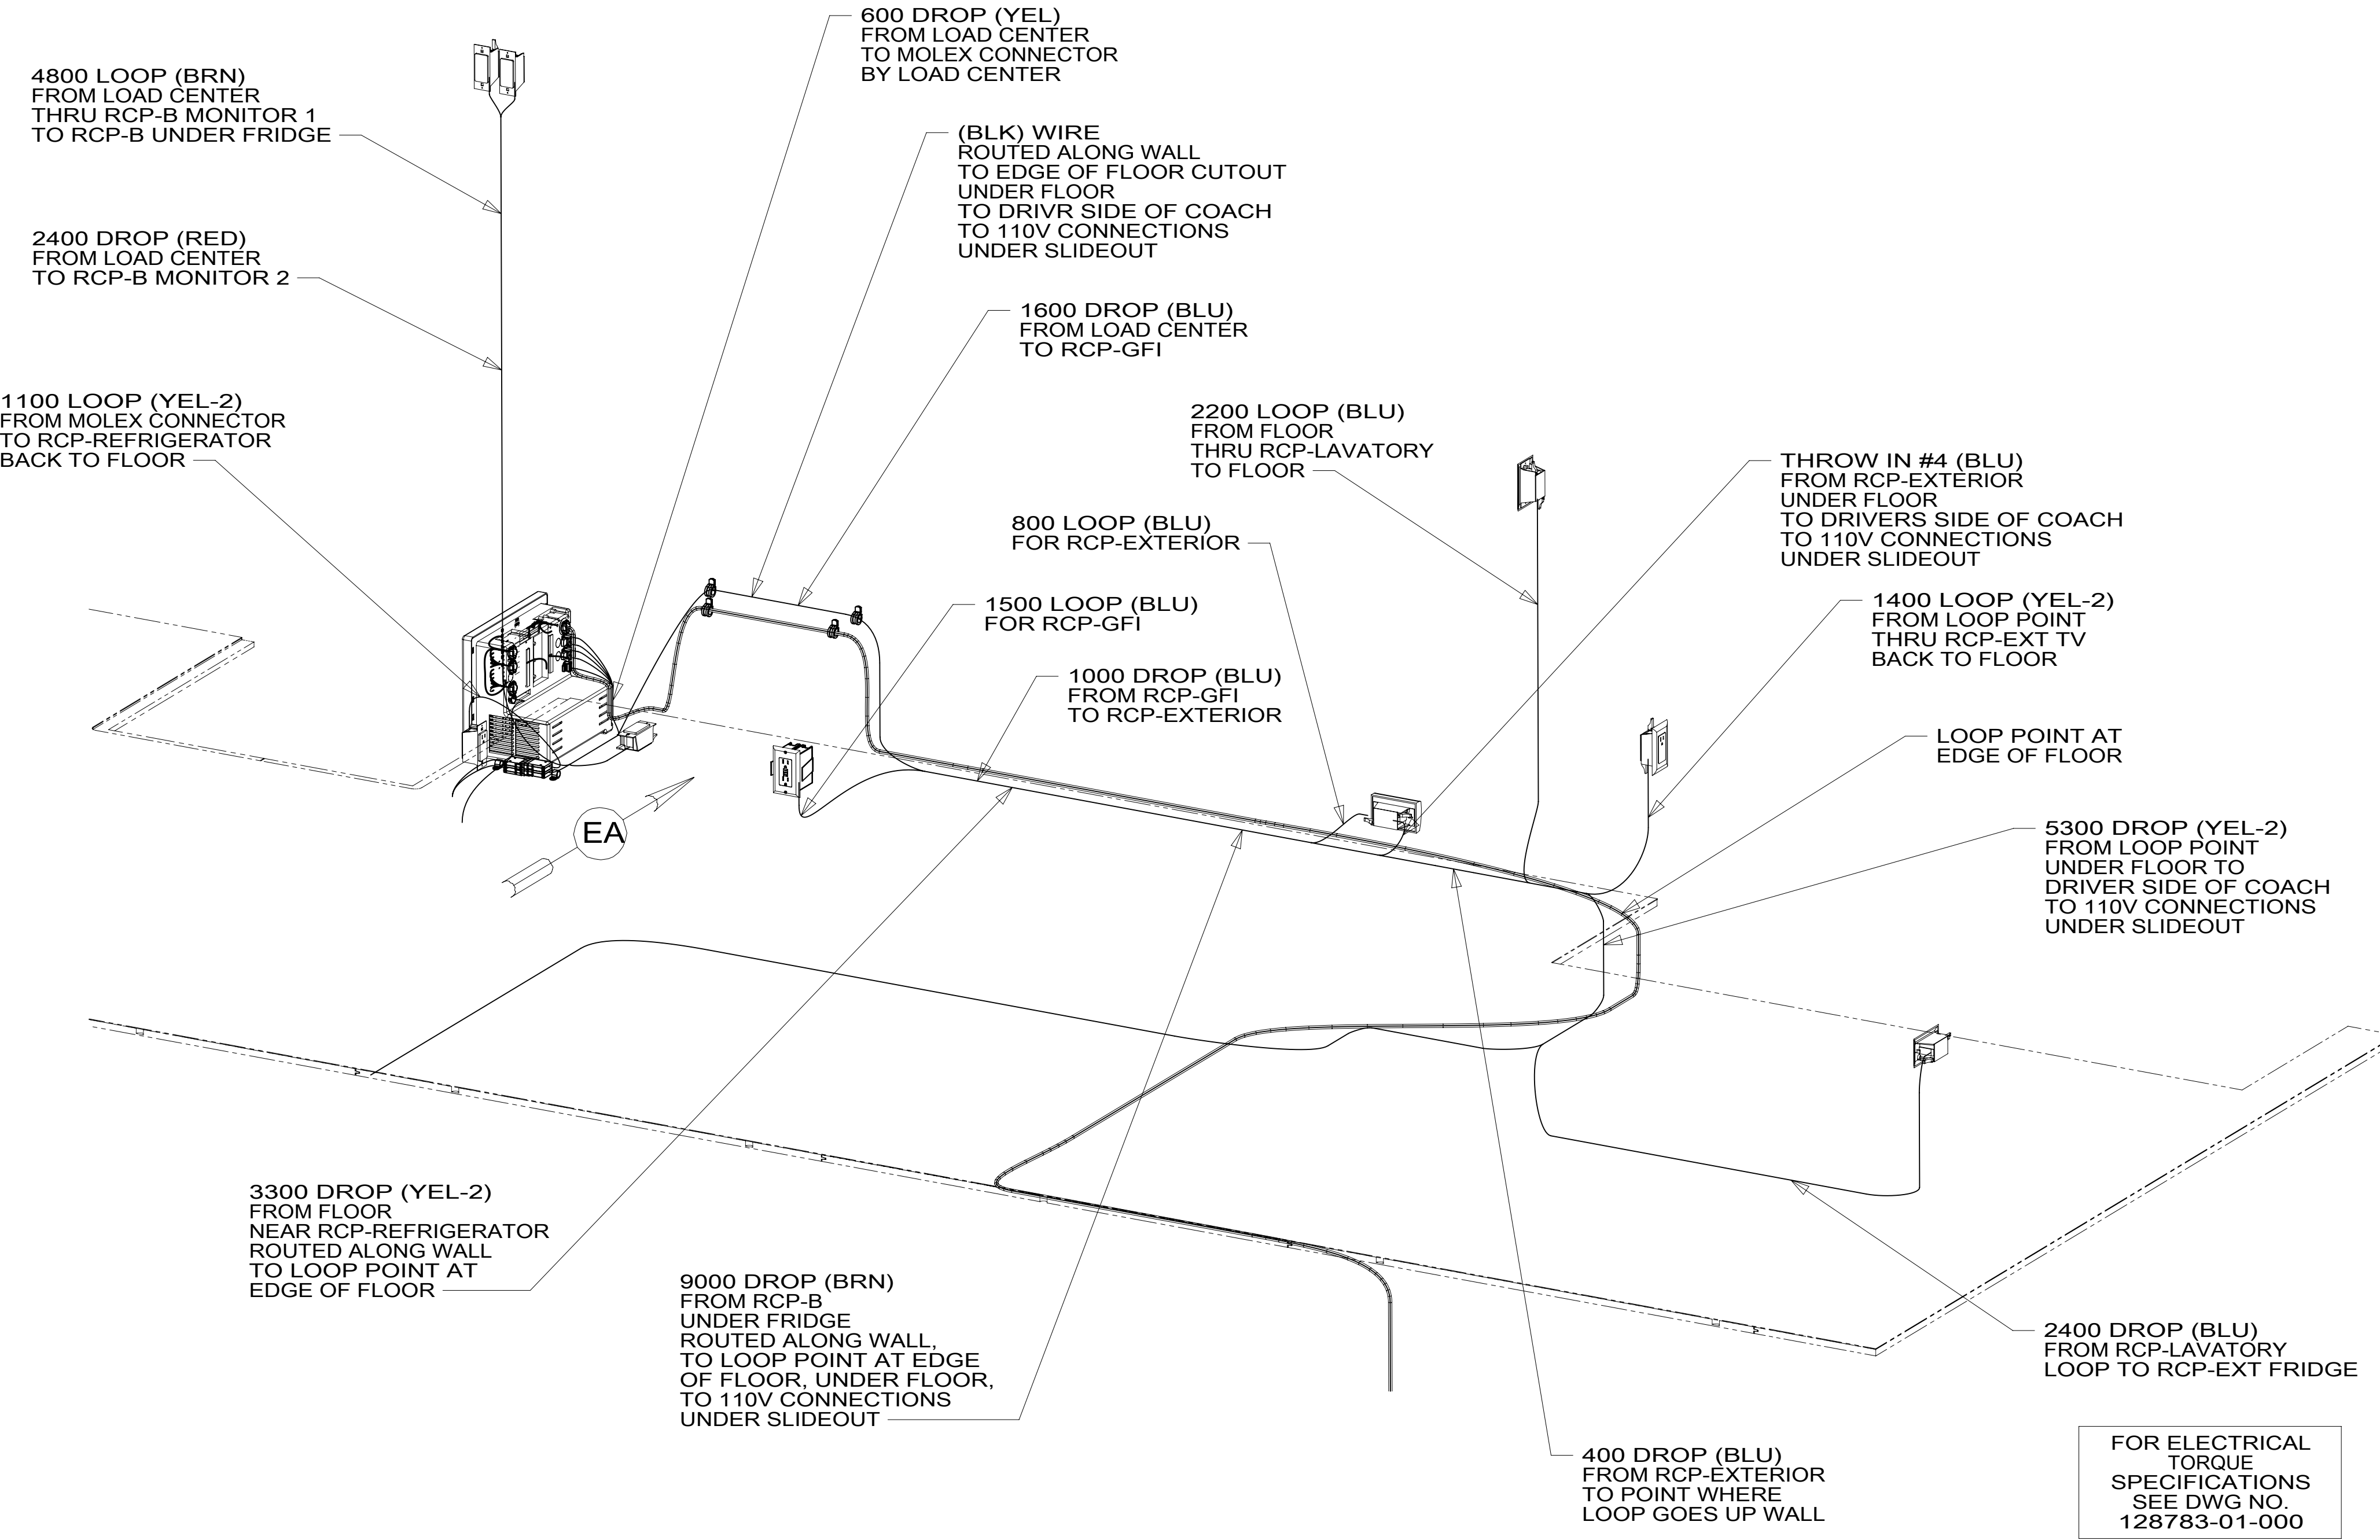 600 DROP (YEL)
FROM LOAD CENTER
TO MOLEX CONNECTOR
BY LOAD CENTER
4800 LOOP (BRN)
FROM LOAD CENTER
THRU RCP-B MONITOR 1
TO RCP-B UNDER FRIDGE
(BLK) WIRE
ROUTED ALONG WALL
TO EDGE OF FLOOR CUTOUT
UNDER FLOOR
TO DRIVR SIDE OF COACH
TO 110V CONNECTIONS
UNDER SLIDEOUT
2400 DROP (RED)
FROM LOAD CENTER
TO RCP-B MONITOR 2
1600 DROP (BLU)
FROM LOAD CENTER
TO RCP-GFI
1100 LOOP (YEL-2)
FROM MOLEX CONNECTOR
TO RCP-REFRIGERATOR
BACK TO FLOOR
2200 LOOP (BLU)
FROM FLOOR
THRU RCP-LAVATORY
TO FLOOR
THROW IN #4 (BLU)
FROM RCP-EXTERIOR
UNDER FLOOR
TO DRIVERS SIDE OF COACH
TO 110V CONNECTIONS
UNDER SLIDEOUT
800 LOOP (BLU)
FOR RCP-EXTERIOR
1500 LOOP (BLU)
FOR RCP-GFI
1400 LOOP (YEL-2)
FROM LOOP POINT
THRU RCP-EXT TV
BACK TO FLOOR
1000 DROP (BLU)
FROM RCP-GFI
TO RCP-EXTERIOR
LOOP POINT AT
EDGE OF FLOOR
EA
5300 DROP (YEL-2)
FROM LOOP POINT
UNDER FLOOR TO
DRIVER SIDE OF COACH
TO 110V CONNECTIONS
UNDER SLIDEOUT
3300 DROP (YEL-2)
FROM FLOOR
NEAR RCP-REFRIGERATOR
ROUTED ALONG WALL
TO LOOP POINT AT
EDGE OF FLOOR
9000 DROP (BRN)
FROM RCP-B
UNDER FRIDGE
ROUTED ALONG WALL,
TO LOOP POINT AT EDGE
OF FLOOR, UNDER FLOOR,
TO 110V CONNECTIONS
UNDER SLIDEOUT
2400 DROP (BLU)
FROM RCP-LAVATORY
LOOP TO RCP-EXT FRIDGE
400 DROP (BLU)
FROM RCP-EXTERIOR
TO POINT WHERE
LOOP GOES UP WALL
FOR ELECTRICAL
TORQUE
SPECIFICATIONS
SEE DWG NO.
128783-01-000